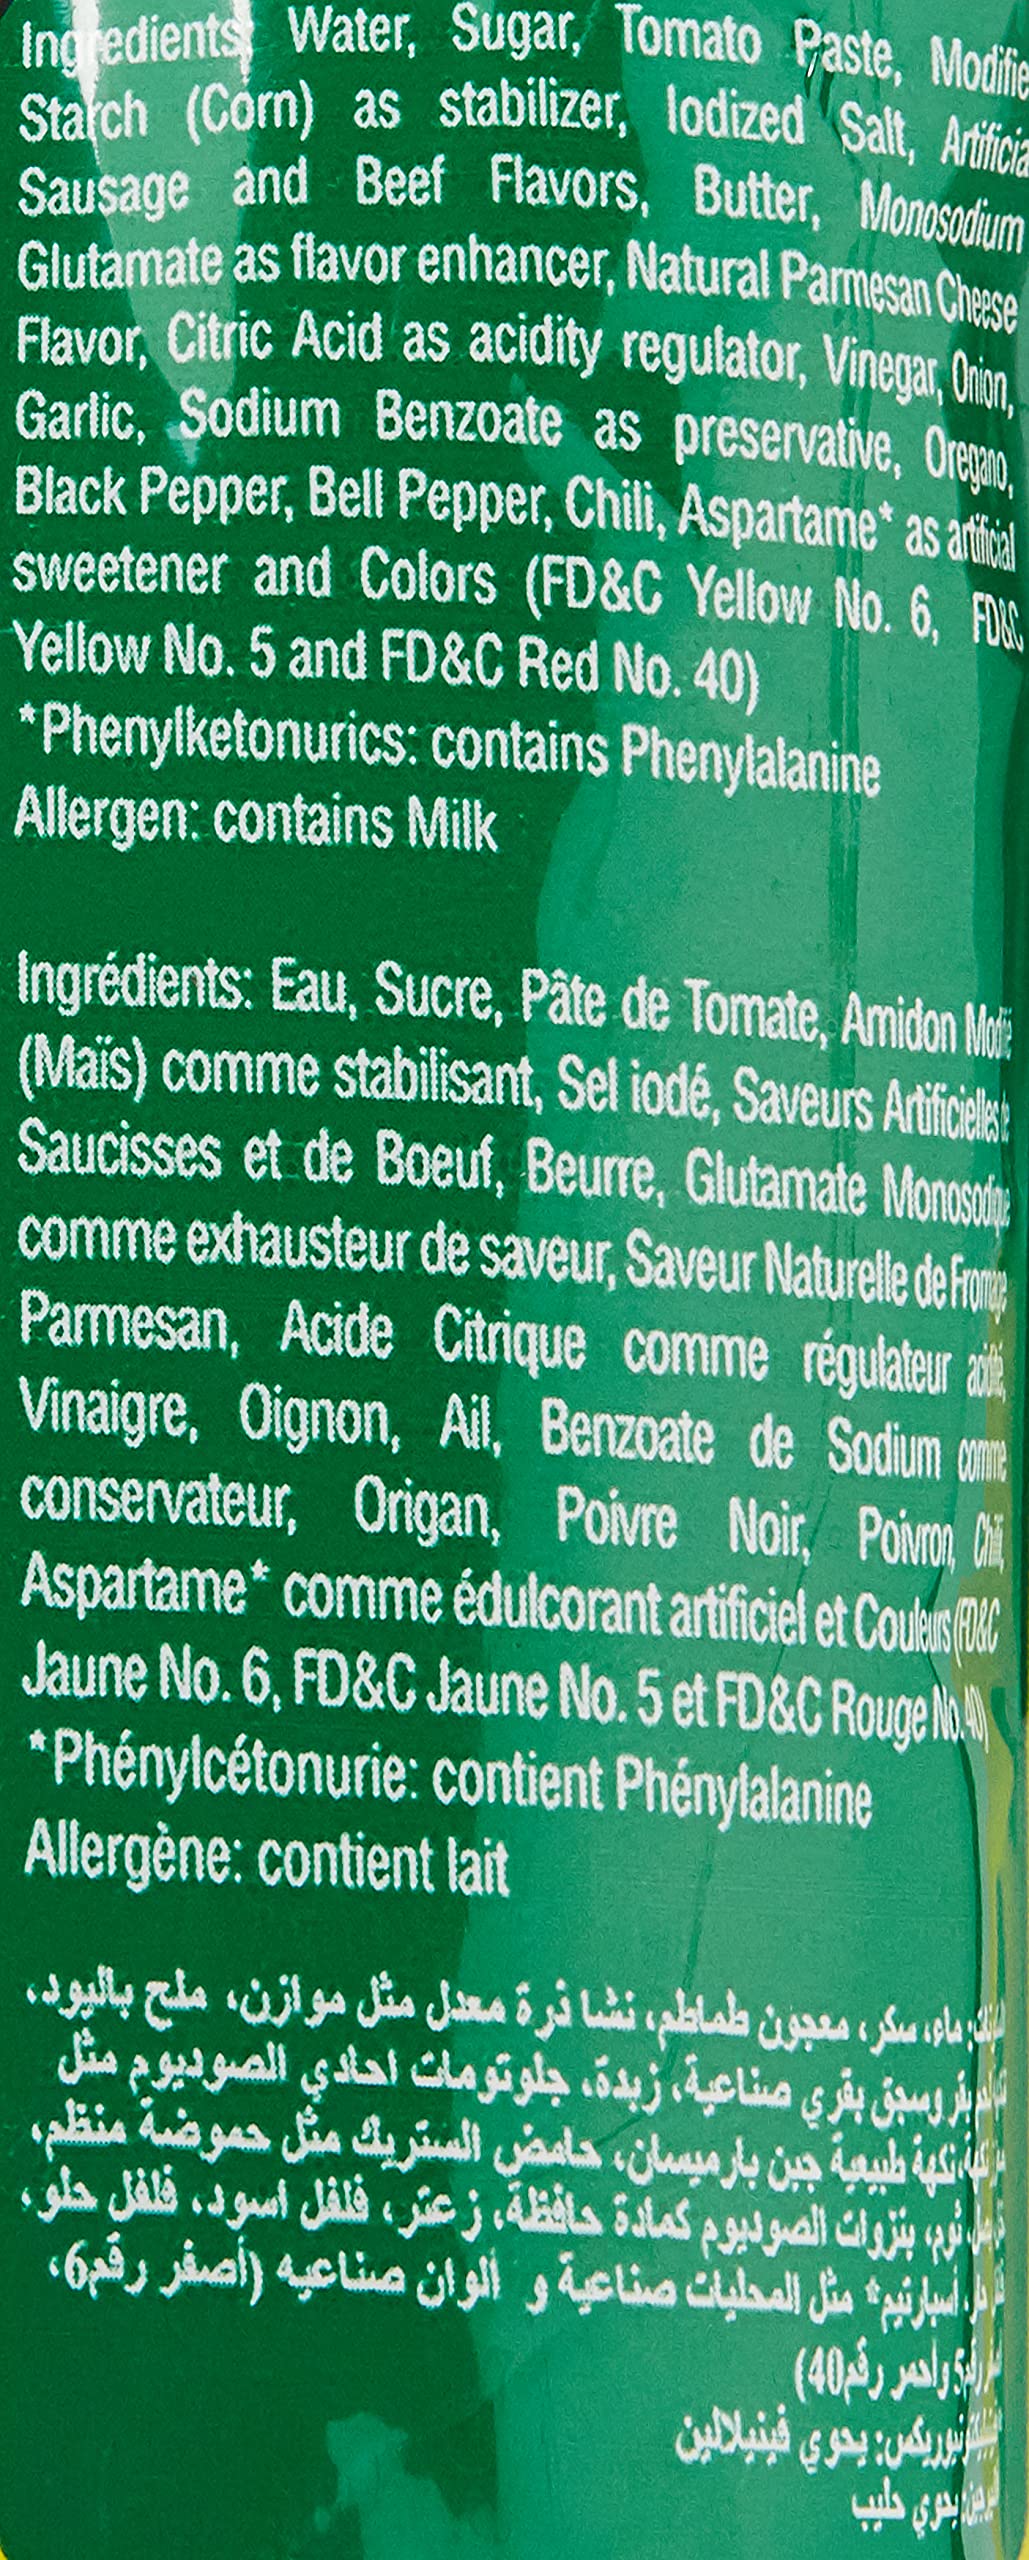 Ingredients: Water, Sugar, Tomato Paste, Modifie
Starch (Corn) as stabilizer, Iodized Salt, Artificia
Sausage and Beef Flavors, Butter, Monosodium
Glutamate as flavor enhancer, Natural Parmesan Cheese
Flavor, Citric Acid as acidity regulator, Vinegar, Onion,
Garlic, Sodium Benzoate as preservative, Oregano,
Black Pepper, Bell Pepper, Chili, Aspartame* as artificial
sweetener and Colors (FD&C Yellow No. 6, FD&C
Yellow No. 5 and FD&C Red No. 40)
*Phenylketonurics: contains Phenylalanine
Allergen: contains Milk
Ingrédients: Eau, Sucre, Pâte de Tomate, Amidon Modifié
(Maïs) comme stabilisant, Sel iodé, Saveurs Artificielles de
Saucisses et de Boeuf, Beurre, Glutamate Monosodique
comme exhausteur de saveur, Saveur Naturelle de Fromage
Parmesan, Acide Citrique comme régulateur acidité,
Vinaigre, Oignon, Ail, Benzoate de Sodium comme
conservateur, Origan, Poivre Noir, Poivron, Chili,
Aspartame* comme édulcorant artificiel et Couleurs (FD&C
Jaune No. 6, FD&C Jaune No. 5 et FD&C Rouge No. 40)
*Phénylcétonurie: contient Phénylalanine
Allergène: contient lait
ماء، سكر، معجون طماطم، نشا ذرة معدل مثل موازن، ملح باليود،
بقر وسجق بقري صناعية، زبدة، جلوتومات احادي الصوديوم مثل
نكهة طبيعية جبن بارميسان، حامض الستريك مثل حموضة منظم،
ثوم، بنزوات الصوديوم كمادة حافظة، زعتر، فلفل اسود، فلفل حلو،
أسبارتيم* مثل المحليات صناعية و الوان صناعيه (أصفر رقم6،
رقم5 وأحمر رقم40)
يحوي فينيلالين
يحوي حليب